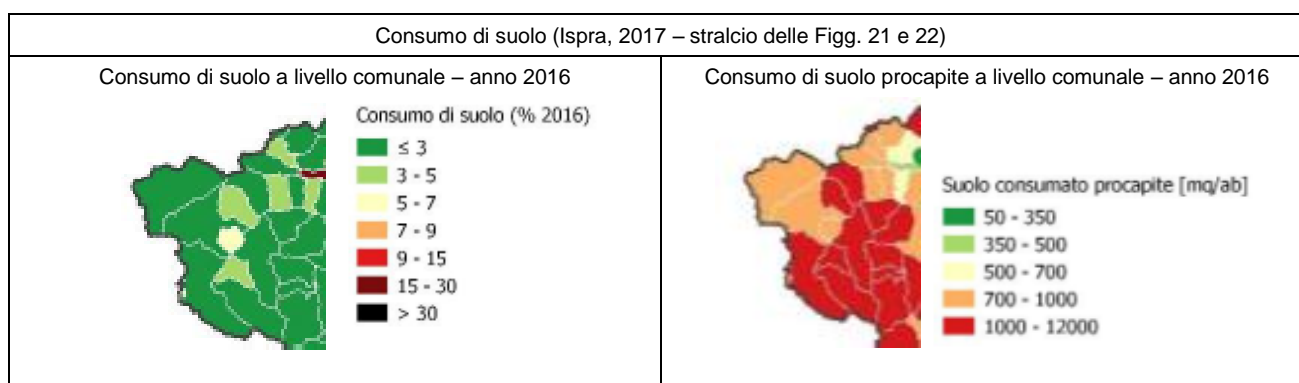 Consumo di suolo (Ispra, 2017 – stralcio delle Figg. 21 e 22)
Consumo di suolo a livello comunale – anno 2016
Consumo di suolo (% 2016)
≤ 3
3 - 5
5 - 7
7 - 9
9 - 15
15 - 30
> 30
Consumo di suolo procapite a livello comunale – anno 2016
Suolo consumato procapite [mq/ab]
50 - 350
350 - 500
500 - 700
700 - 1000
1000 - 12000